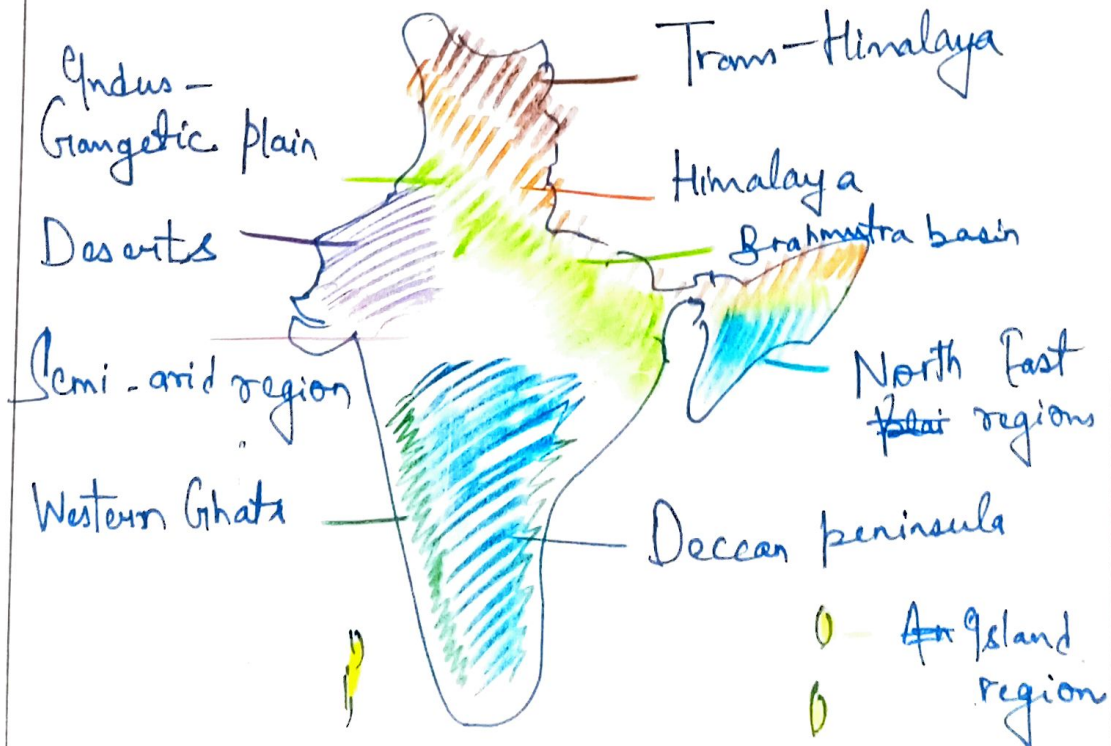 Indus-
Gangetic plain
Deserts
Semi-arid region
Western Ghats
Trans-Himalaya
Himalaya
Brahmutra basin
North East
regions
Deccan peninsula
Island
region